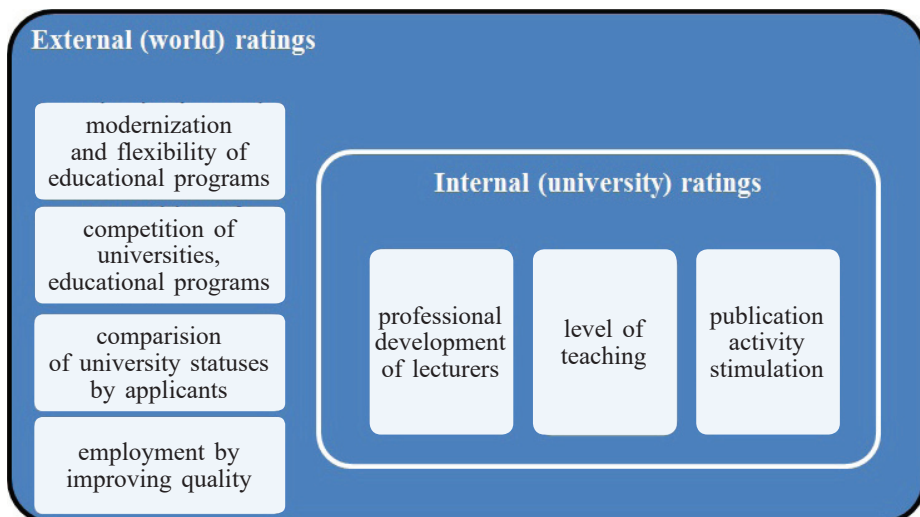 External (world) ratings
modernization
and flexibility of
educational programs
competition of
universities,
educational programs
comparision
of university statuses
by applicants
employment by
improving quality
Internal (university) ratings
professional
development
of lecturers
level of
teaching
publication
activity
stimulation